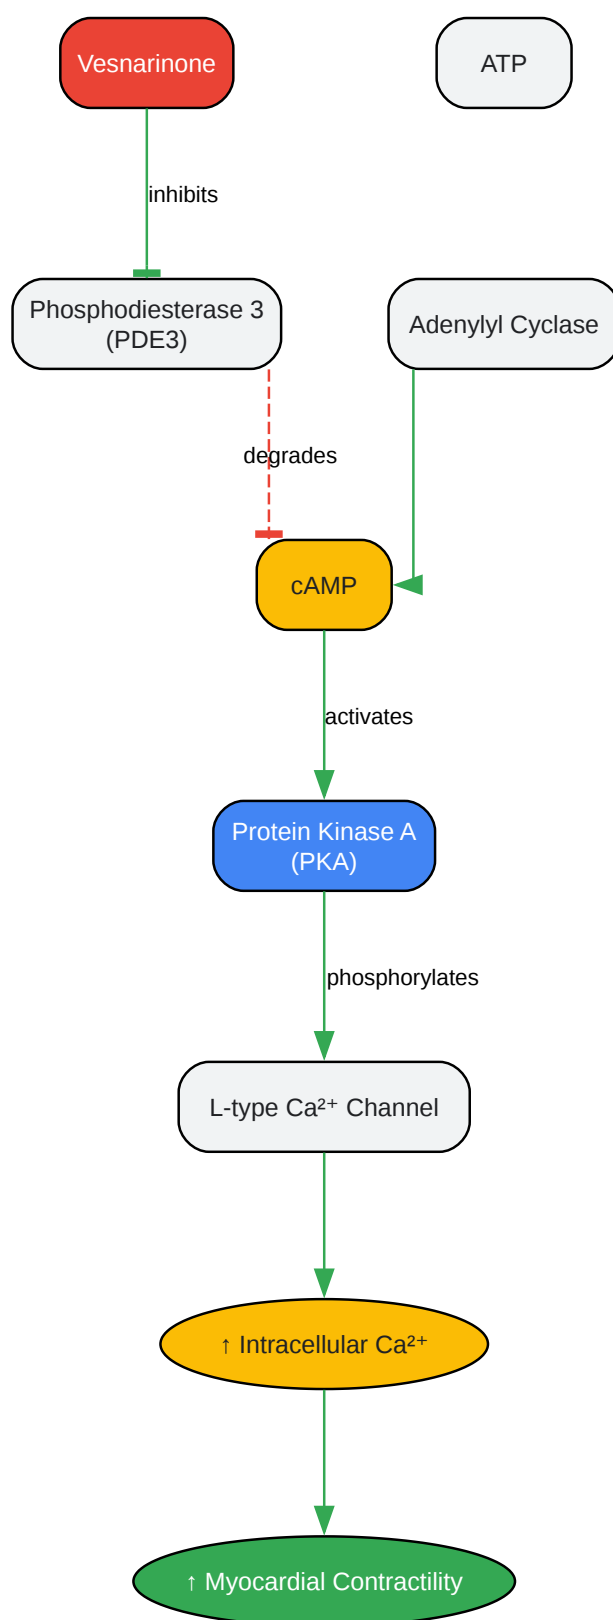 Vesnarinone
ATP
inhibits
Phosphodiesterase 3
(PDE3)
Adenylyl Cyclase
degrades
cAMP
activates
Protein Kinase A
(PKA)
phosphorylates
L-type Ca²⁺ Channel
↑ Intracellular Ca²⁺
↑ Myocardial Contractility